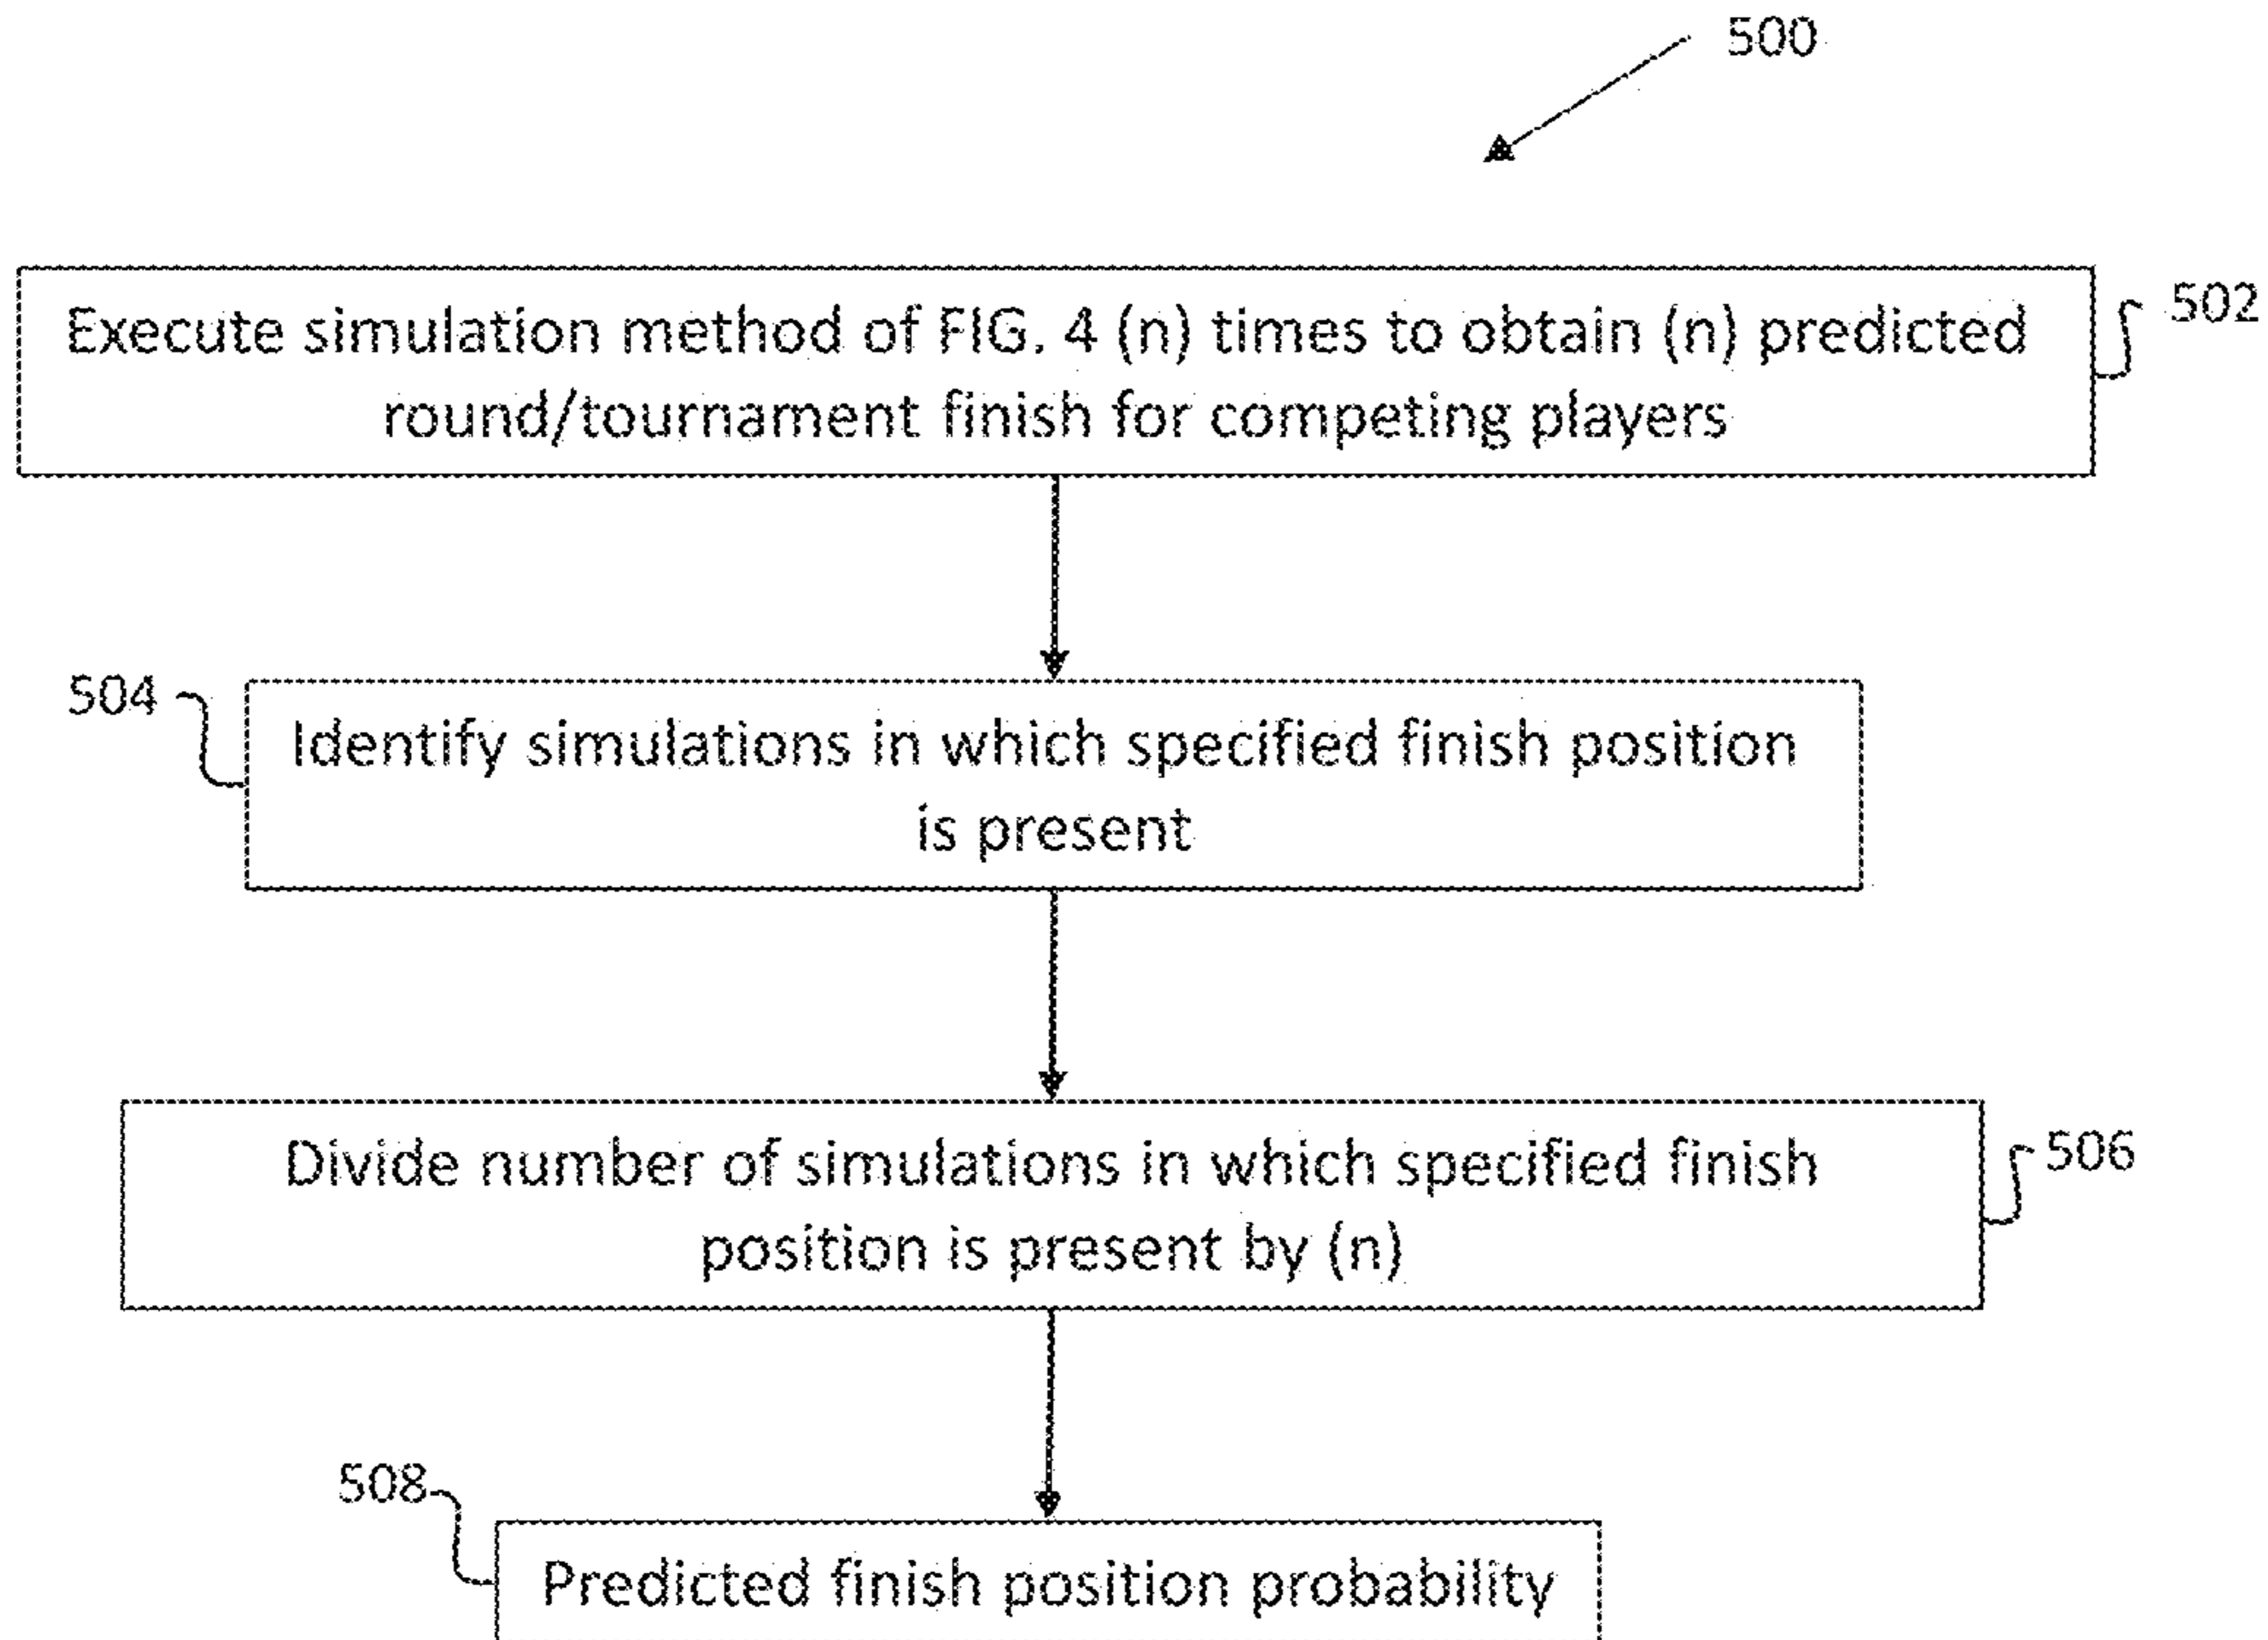 500
Execute simulation method of FIG. 4 (n) times to obtain (n) predicted
round/tournament finish for competing players
502
504
Identify simulations in which specified finish position
is present
Divide number of simulations in which specified finish
position is present by (n)
506
508
Predicted finish position probability